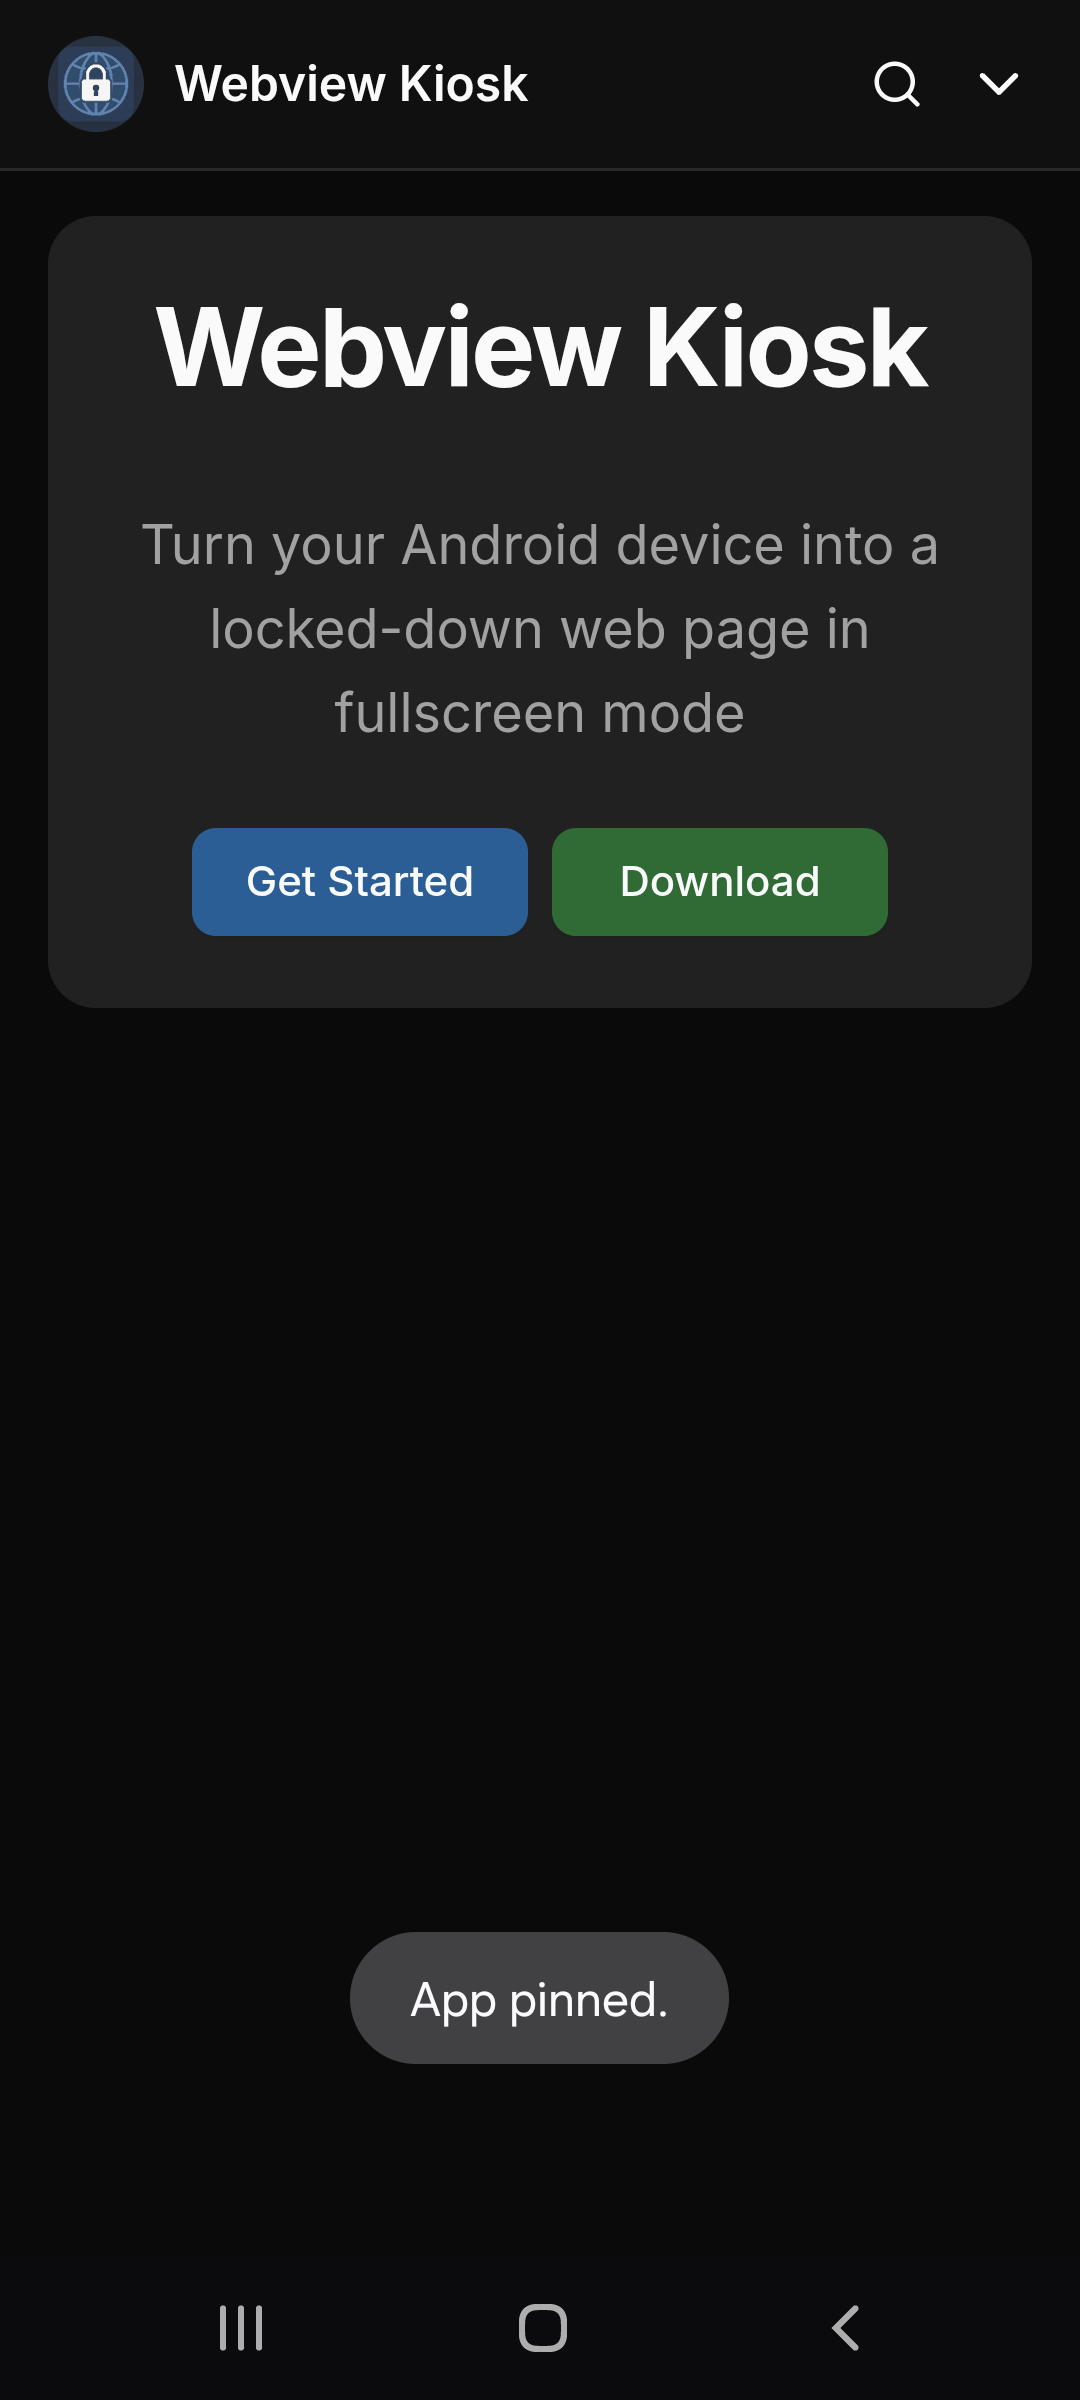 Webview Kiosk
Webview Kiosk
Turn your Android device into a
locked-down web page in
fullscreen mode
Get Started
Download
App pinned.